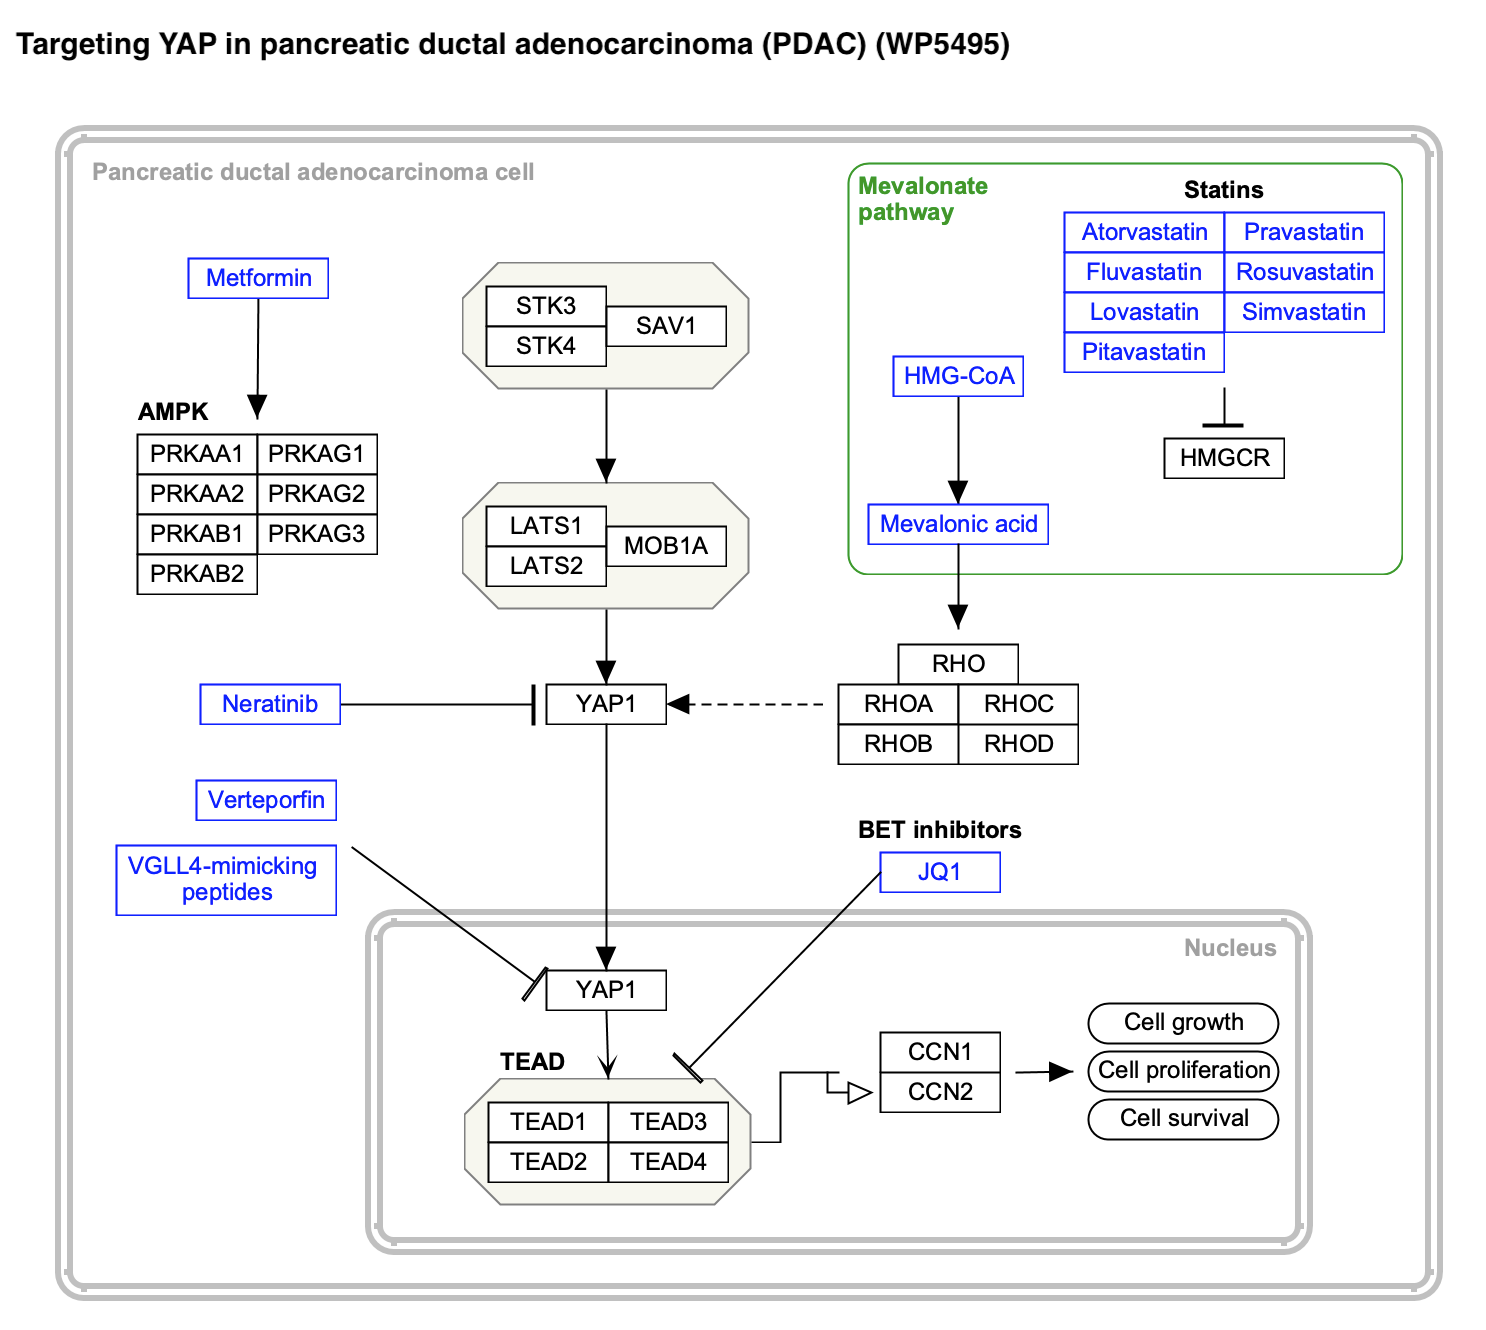 Targeting YAP in pancreatic ductal adenocarcinoma (PDAC) (WP5495)
Pancreatic ductal adenocarcinoma cell
Metformin
AMPK
PRKAA1
PRKAG1
PRKAA2
PRKAG2
PRKAB1
PRKAG3
PRKAB2
STK3
STK4
SAV1
LATS1
LATS2
MOB1A
Mevalonate
pathway
Statins
Atorvastatin
Pravastatin
Fluvastatin
Rosuvastatin
Lovastatin
Simvastatin
Pitavastatin
HMG-CoA
HMGCR
Mevalonic acid
RHO
RHOA
RHOC
RHOB
RHOD
Neratinib
YAP1
Verteporfin
VGLL4-mimicking
peptides
BET inhibitors
JQ1
Nucleus
YAP1
TEAD
TEAD1
TEAD3
TEAD2
TEAD4
CCN1
CCN2
Cell growth
Cell proliferation
Cell survival